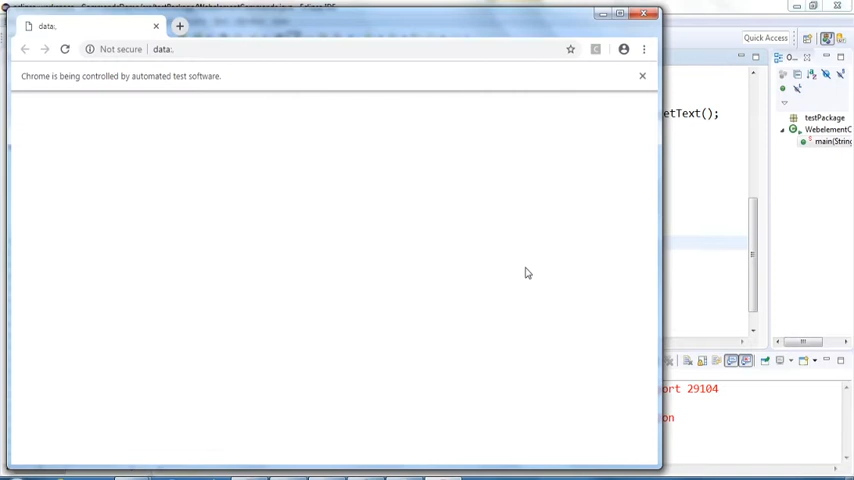 data:,
Not secure data:,
Chrome is being controlled by automated test software.
Quick Access
etText();
testPackage
WebelementC
main(String
ort 29104
on